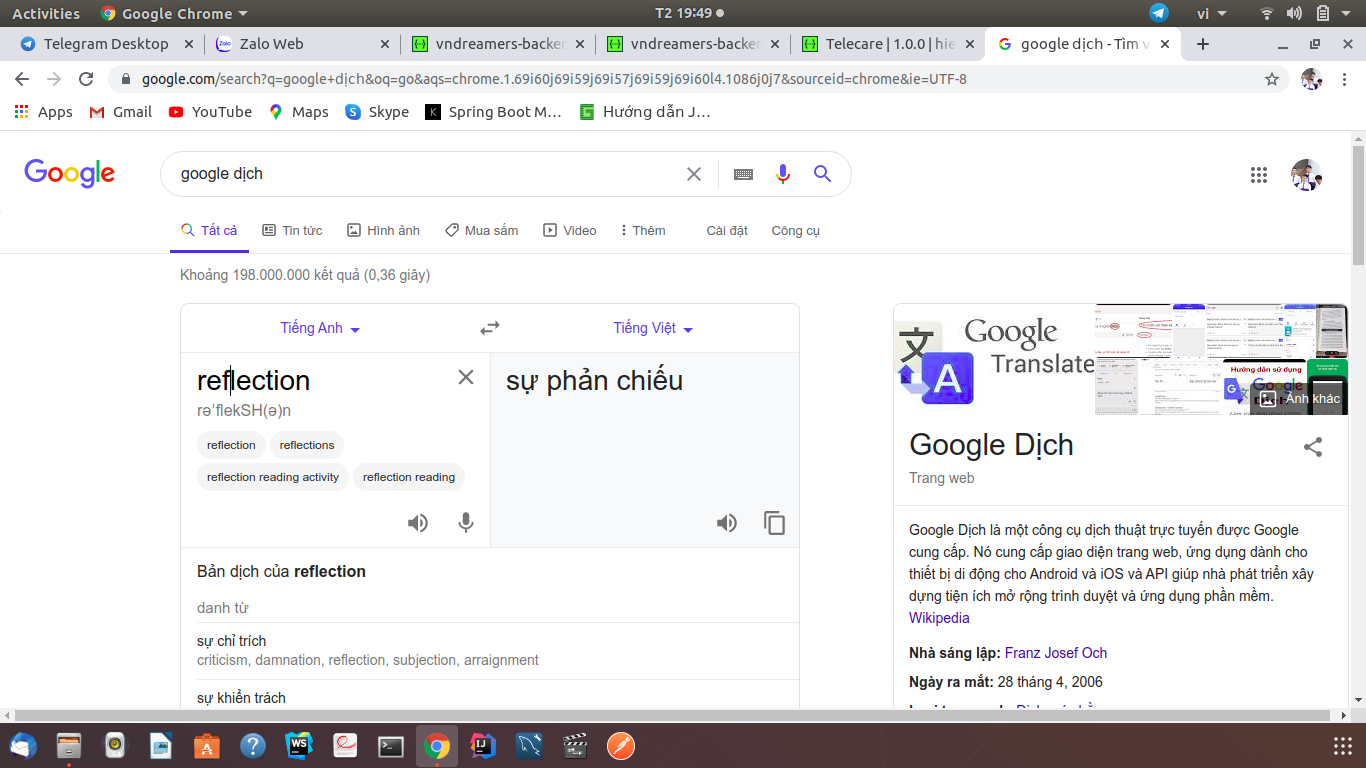 Activities Google Chrome T2 19:49 vi
Telegram Desktop Zalo Web vndreamers-backer vndreamers-backer Telecare | 1.0.0 | hie google dịch - Tìm v
google.com/search?q=google+dịch&oq=go&aqs=chrome.1.69i60j69i59j69i57j69i59j69i60l4.1086j0j7&sourceid=chrome&ie=UTF-8
Apps Gmail YouTube Maps Skype Spring Boot M... Hướng dẫn J...
Google google dịch
Tất cả Tin tức Hình ảnh Mua sắm Video Thêm Cài đặt Công cụ
Khoảng 198.000.000 kết quả (0,36 giây)
Tiếng Anh Tiếng Việt
reflection
sự phản chiếu
rəˈflekSH(ə)n
reflection reflections
reflection reading activity reflection reading
Bản dịch của reflection
danh từ
sự chỉ trích
criticism, damnation, reflection, subjection, arraignment
sự khiển trách
Google
Translate
Hướng dẫn sử dụng
Ảnh khác
Google Dịch
Trang web
Google Dịch là một công cụ dịch thuật trực tuyến được Google
cung cấp. Nó cung cấp giao diện trang web, ứng dụng dành cho
thiết bị di động cho Android và iOS và API giúp nhà phát triển xây
dựng tiện ích mở rộng trình duyệt và ứng dụng phần mềm.
Wikipedia
Nhà sáng lập: Franz Josef Och
Ngày ra mắt: 28 tháng 4, 2006